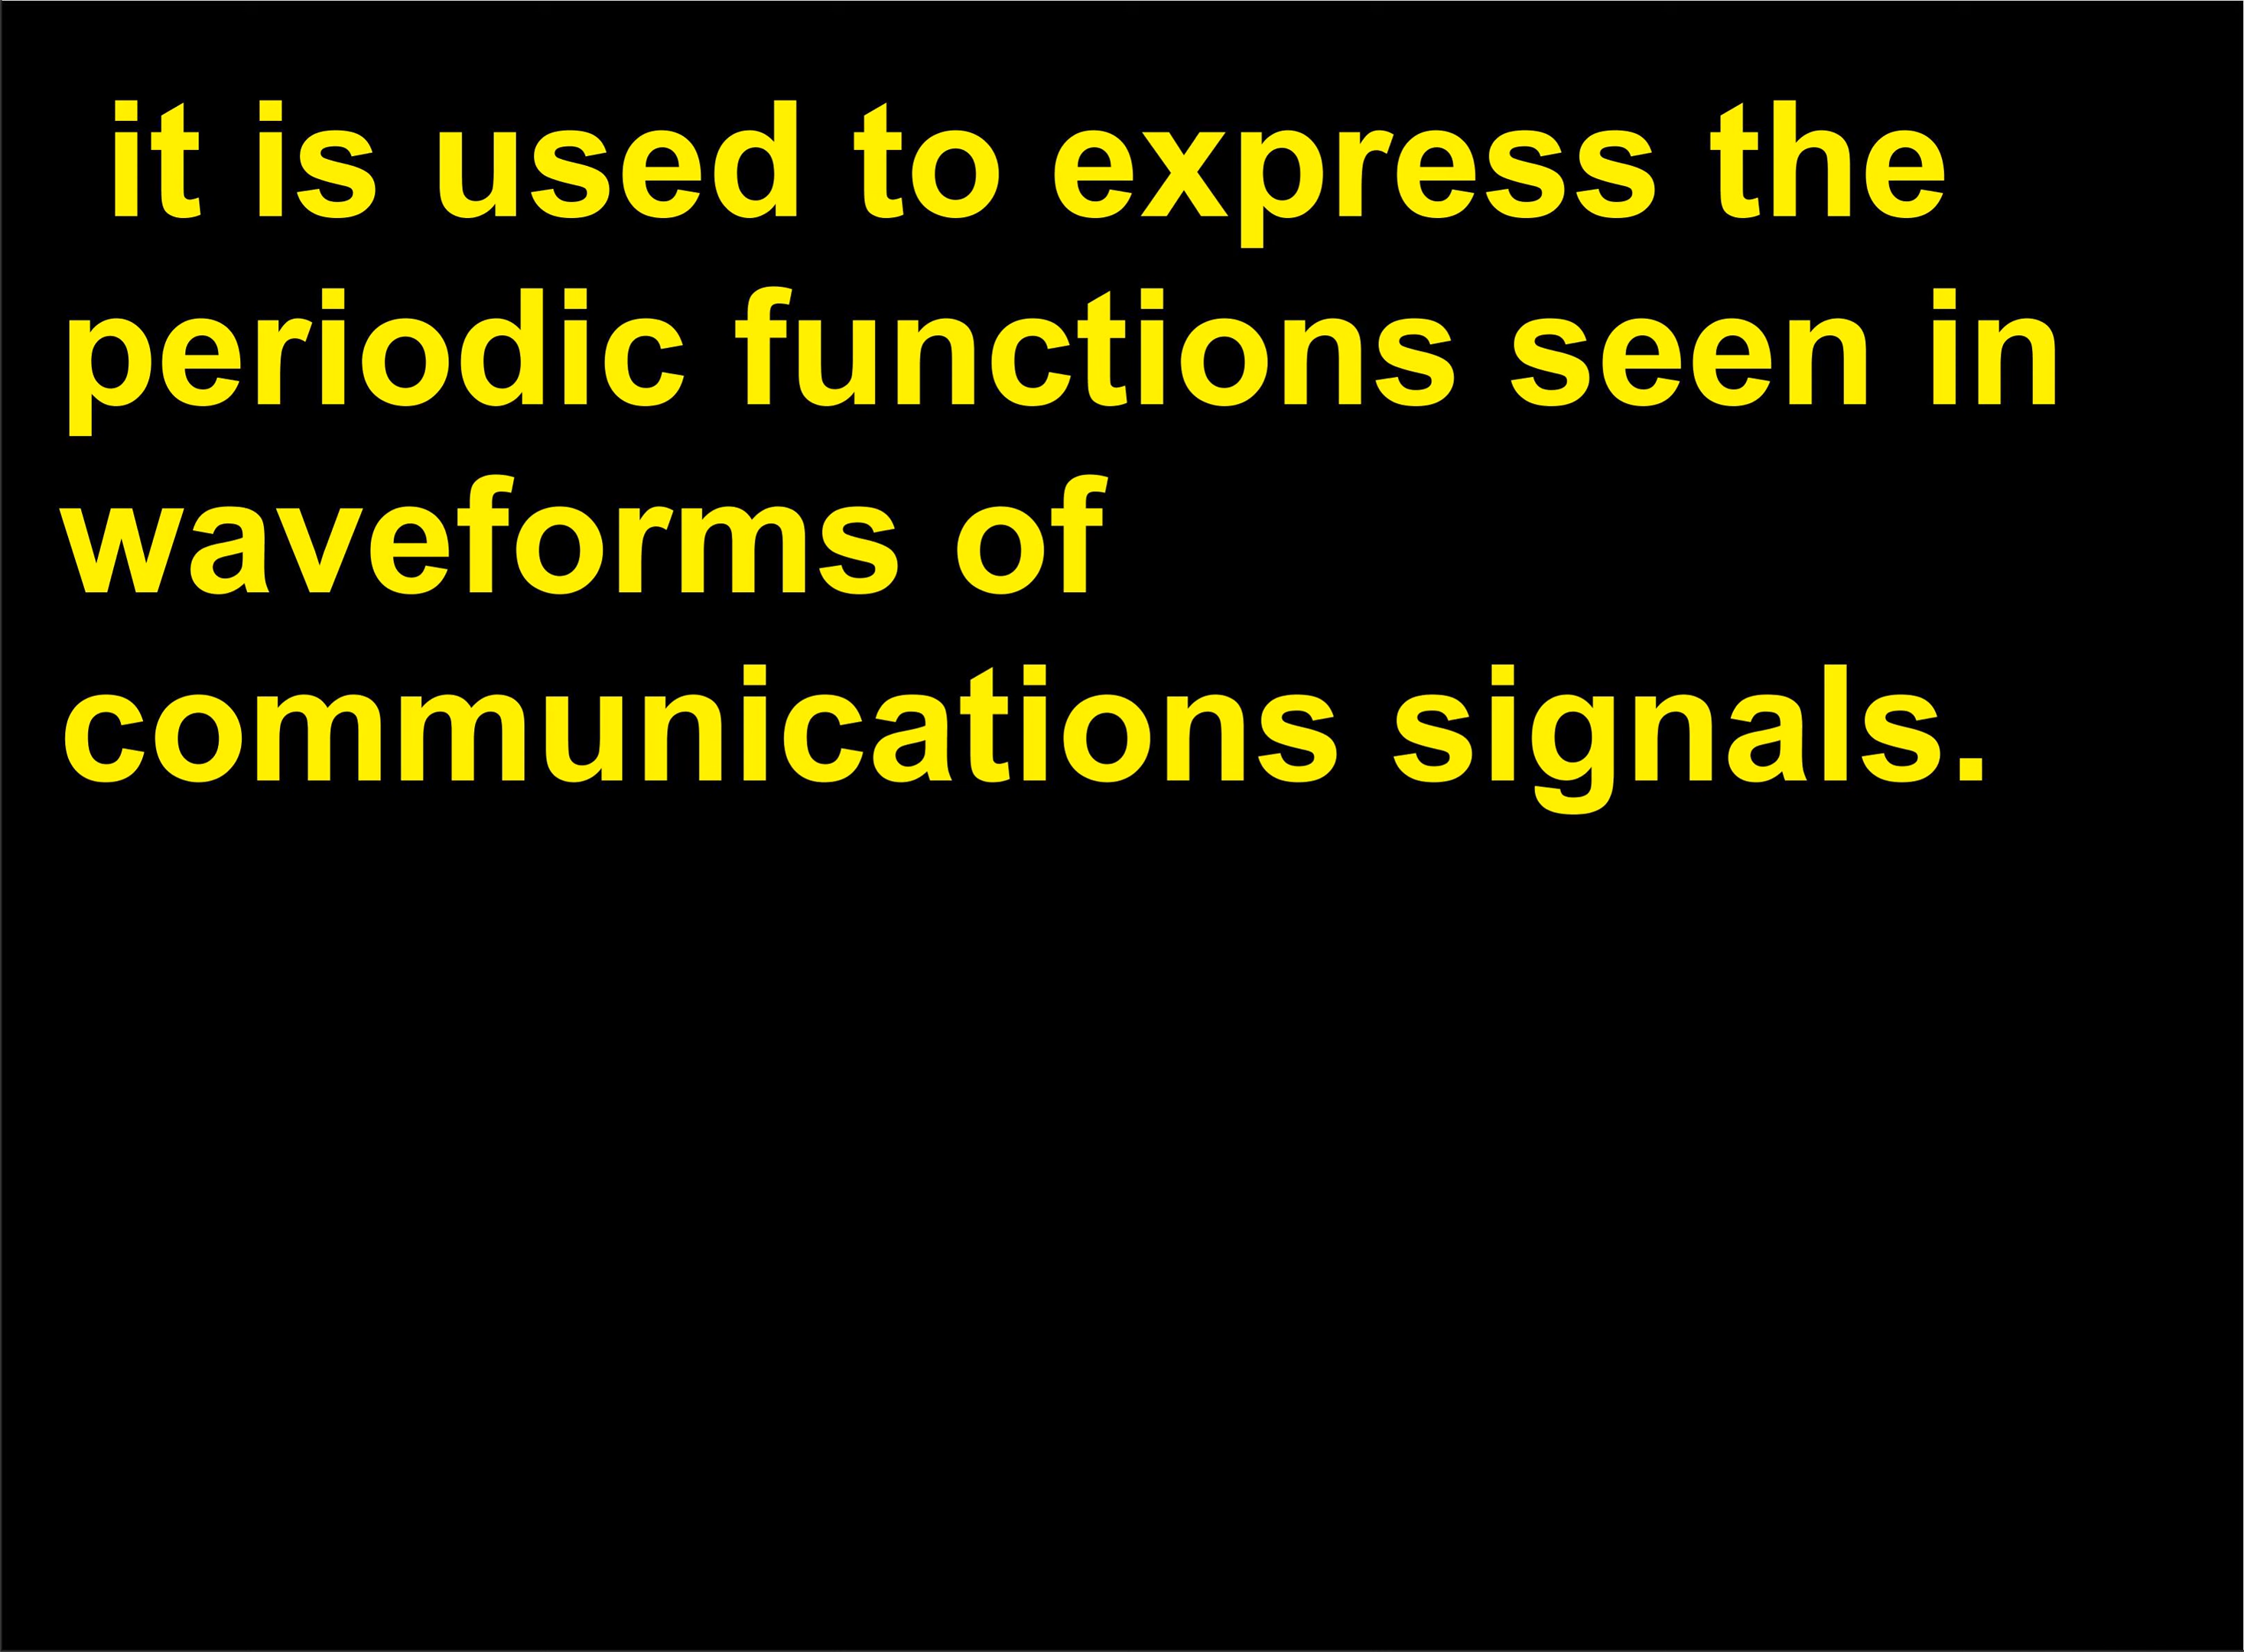 it is used to express the
periodic functions seen in
waveforms of
communications signals.